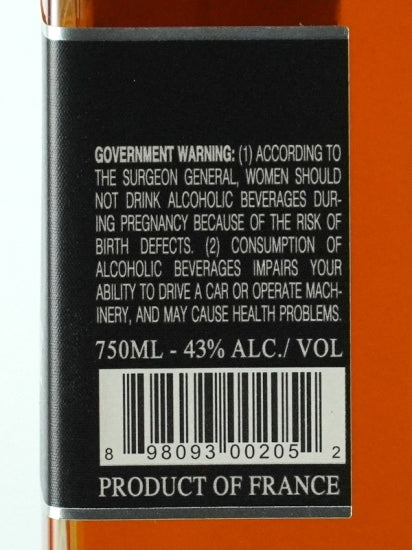 GOVERNMENT WARNING: (1) ACCORDING TO
THE SURGEON GENERAL, WOMEN SHOULD
NOT DRINK ALCOHOLIC BEVERAGES DUR-
ING PREGNANCY BECAUSE OF THE RISK OF
BIRTH DEFECTS. (2) CONSUMPTION OF
ALCOHOLIC BEVERAGES IMPAIRS YOUR
ABILITY TO DRIVE A CAR OR OPERATE MACH-
INERY, AND MAY CAUSE HEALTH PROBLEMS.
750ML - 43% ALC./ VOL
8 98093 00205 2
PRODUCT OF FRANCE